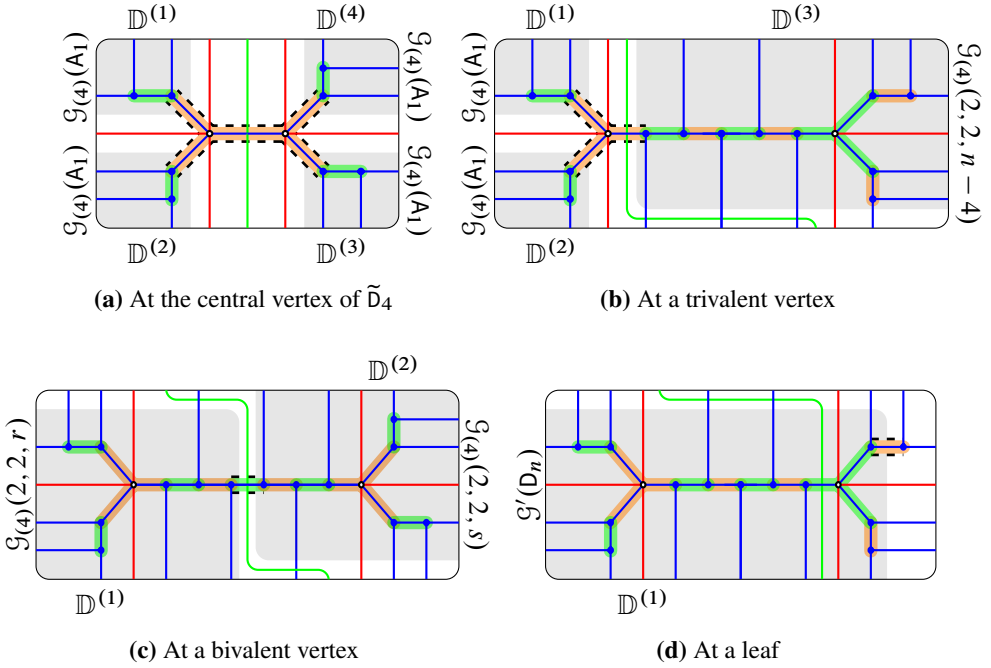 𝔻⁽¹⁾ 𝔻⁽⁴⁾
𝒢₍₄₎(A₁)
𝒢₍₄₎(A₁)
𝒢₍₄₎(A₁)
𝒢₍₄₎(A₁)
𝔻⁽²⁾ 𝔻⁽³⁾
(a) At the central vertex of D̃₄
𝔻⁽¹⁾ 𝔻⁽³⁾
𝒢₍₄₎(A₁)
𝒢₍₄₎(A₁)
𝒢₍₄₎(2, 2, n − 4)
𝔻⁽²⁾
(b) At a trivalent vertex
𝔻⁽²⁾
𝒢₍₄₎(2, 2, r)
𝒢₍₄₎(2, 2, s)
𝔻⁽¹⁾
(c) At a bivalent vertex
𝒢′(Dₙ)
𝔻⁽¹⁾
(d) At a leaf